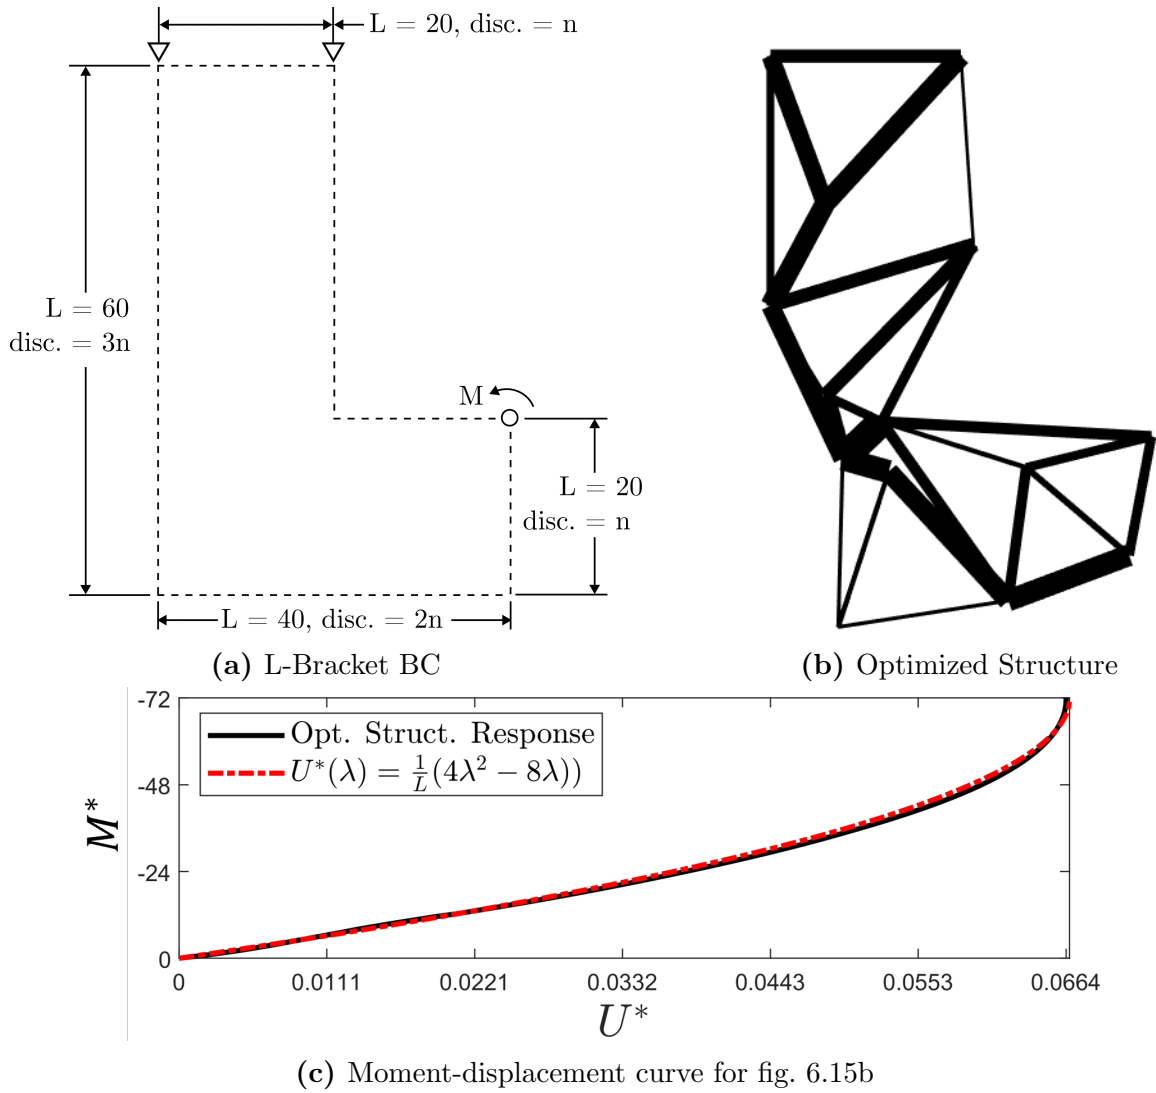 L = 20, disc. = n
L = 60
disc. = 3n
M
L = 20
disc. = n
L = 40, disc. = 2n
(a) L-Bracket BC
(b) Optimized Structure
-72
-48
-24
0
M*
Opt. Struct. Response
U*(λ) = 1/L(4λ² − 8λ))
0 0.0111 0.0221 0.0332 0.0443 0.0553 0.0664
U*
(c) Moment-displacement curve for fig. 6.15b